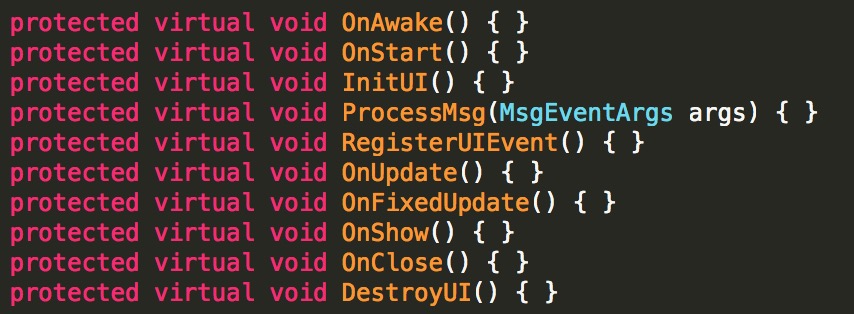 protected virtual void OnAwake() { }
protected virtual void OnStart() { }
protected virtual void InitUI() { }
protected virtual void ProcessMsg(MsgEventArgs args) { }
protected virtual void RegisterUIEvent() { }
protected virtual void OnUpdate() { }
protected virtual void OnFixedUpdate() { }
protected virtual void OnShow() { }
protected virtual void OnClose() { }
protected virtual void DestroyUI() { }